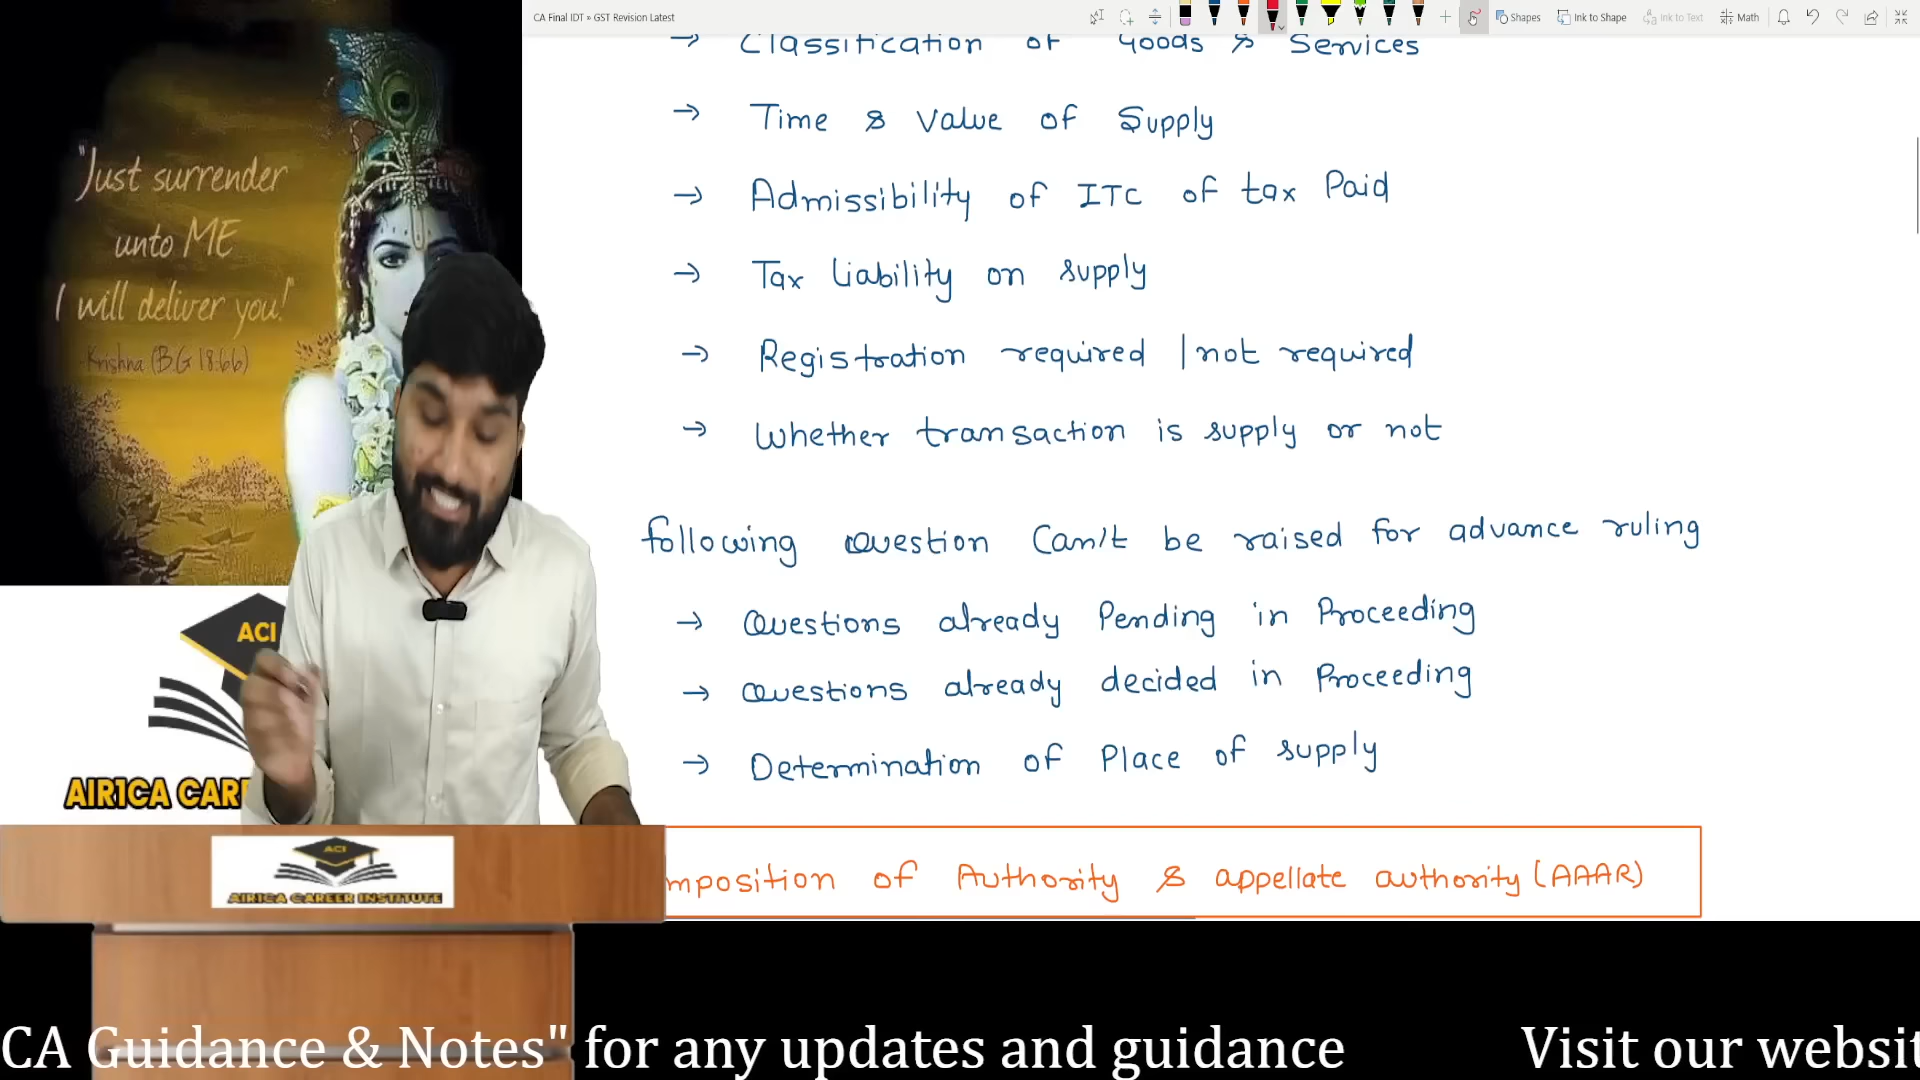 CA Final IDT » GST Revision Latest
Shapes
Ink to Shape
Ink to Text
Math
→ Classification of Goods & Services
→ Time & Value of Supply
→ Admissibility of ITC of tax Paid
→ Tax liability on supply
→ Registration required | not required
→ Whether transaction is supply or not
following question Can't be raised for advance ruling
→ Questions already Pending in Proceeding
→ Questions already decided in Proceeding
→ Determination of Place of supply
mposition of Authority & appellate authority (AAAR)
"Just surrender
unto ME
I will deliver you!"
-Krishna (B.G 18:66)
ACI
AIR1CA CAR
ACI
AIR1CA CAREER INSTITUTE
CA Guidance & Notes" for any updates and guidance Visit our websit